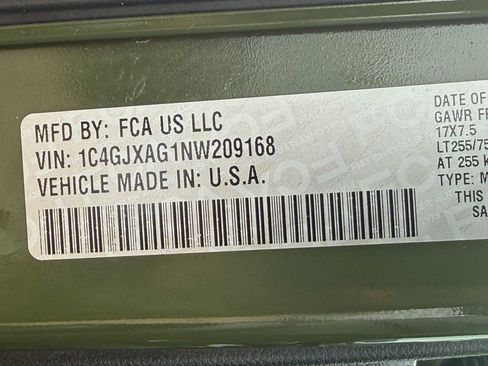 MFD BY: FCA US LLC
VIN: 1C4GJXAG1NW209168
VEHICLE MADE IN: U.S.A.
DATE OF
GAWR FR
17X7.5
LT255/75
AT 255 k
TYPE: M
THIS
SA